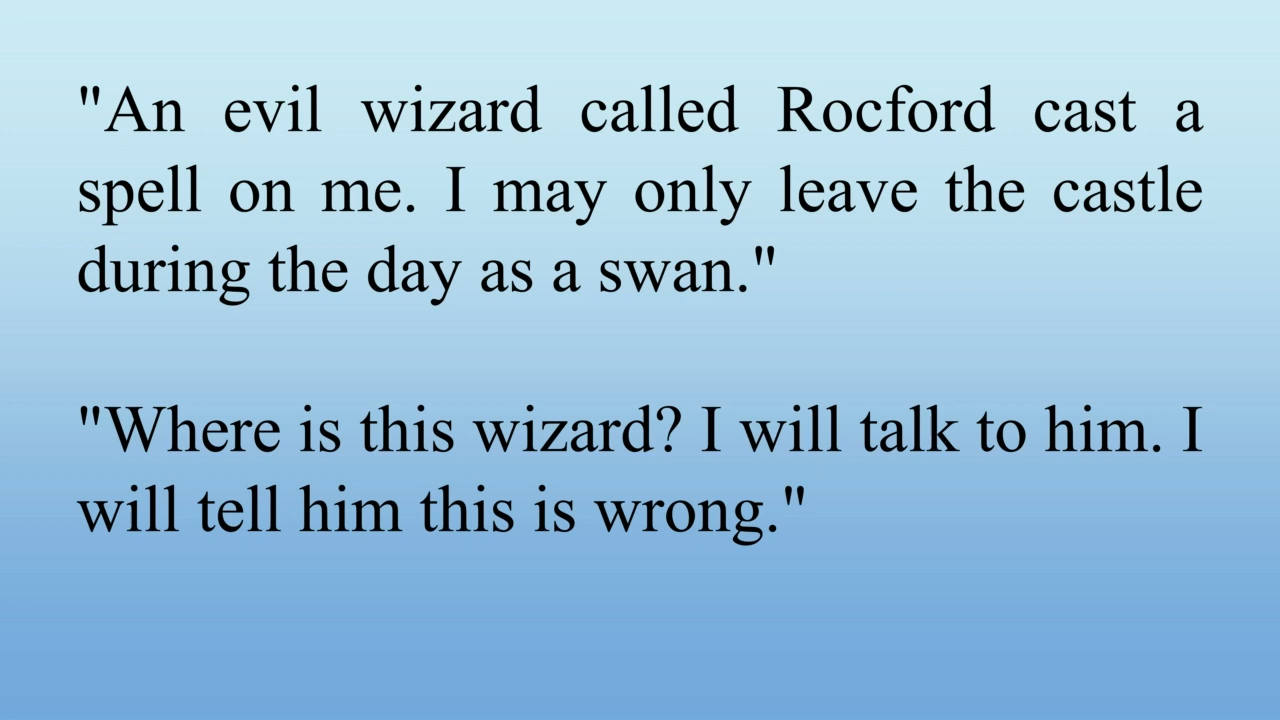 "An evil wizard called Rocford cast a
spell on me. I may only leave the castle
during the day as a swan."
"Where is this wizard? I will talk to him. I
will tell him this is wrong."